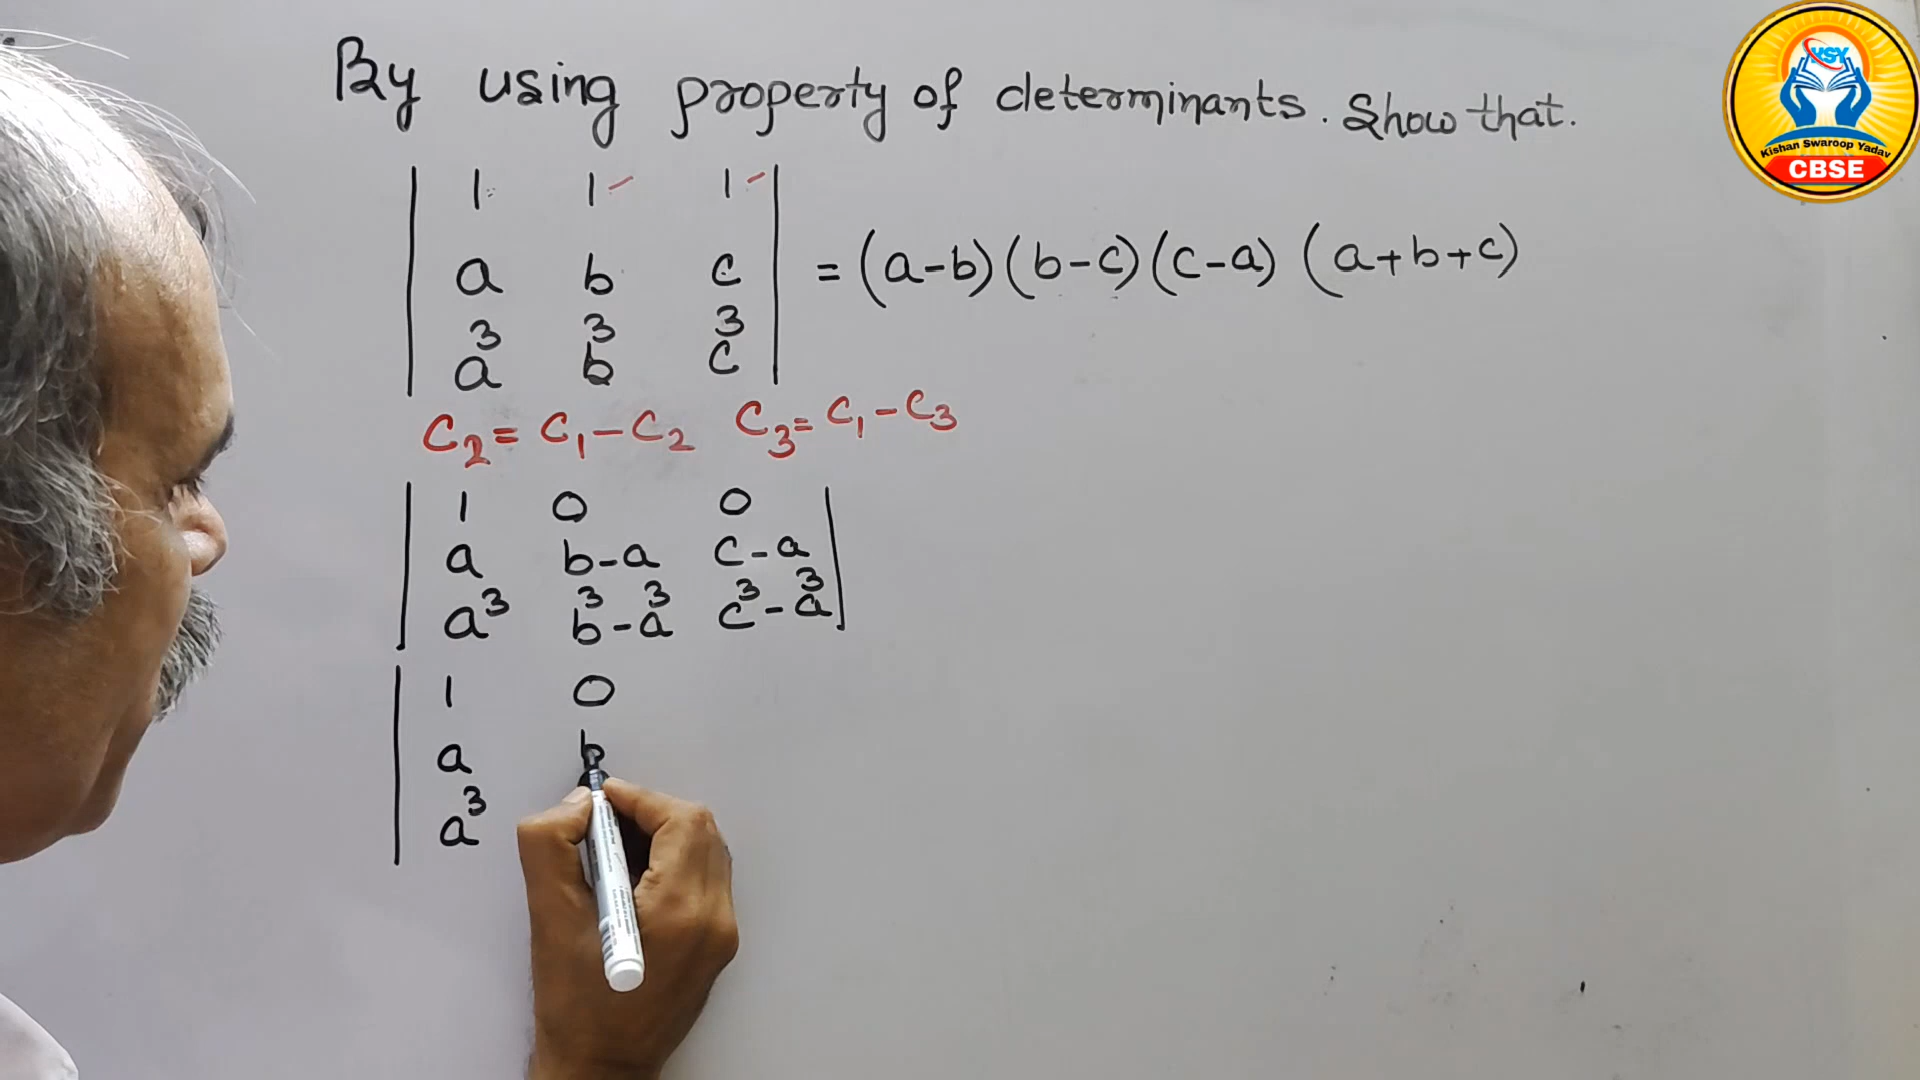 By using property of determinants. Show that.
KSY
Kishan Swaroop Yadav
CBSE
| 1 1 1 |
| a b c | = (a-b)(b-c)(c-a) (a+b+c)
| a³ b³ c³ |
C₂ = C₁-C₂ C₃ = C₁-C₃
| 1 0 0 |
| a b-a c-a |
| a³ b³-a³ c³-a³ |
| 1 0
| a b
| a³